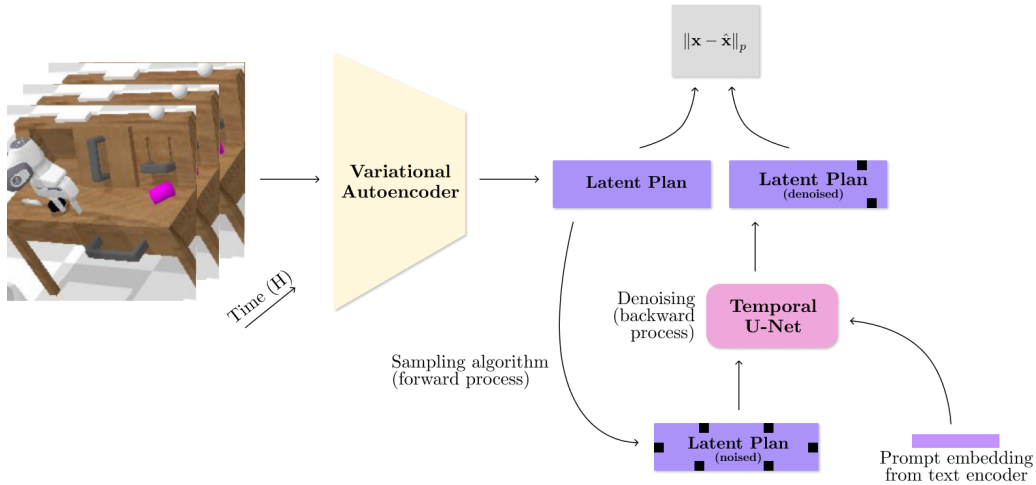 ‖x − x̂‖ₚ
Variational
Autoencoder
Latent Plan
Latent Plan
(denoised)
Time (H)
Denoising
(backward
process)
Temporal
U-Net
Sampling algorithm
(forward process)
Latent Plan
(noised)
Prompt embedding
from text encoder